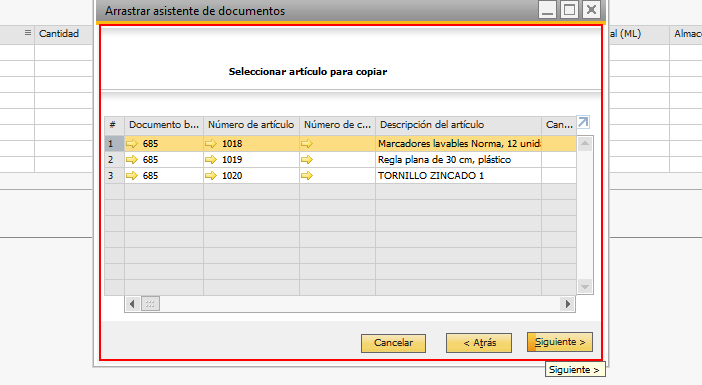 Arrastrar asistente de documentos
Cantidad
al (ML)
Almac
Seleccionar artículo para copiar
# Documento b... Número de artículo Número de c... Descripción del artículo Can...
1 685 1018 Marcadores lavables Norma, 12 unida
2 685 1019 Regla plana de 30 cm, plástico
3 685 1020 TORNILLO ZINCADO 1
Cancelar < Atrás Siguiente >
Siguiente >